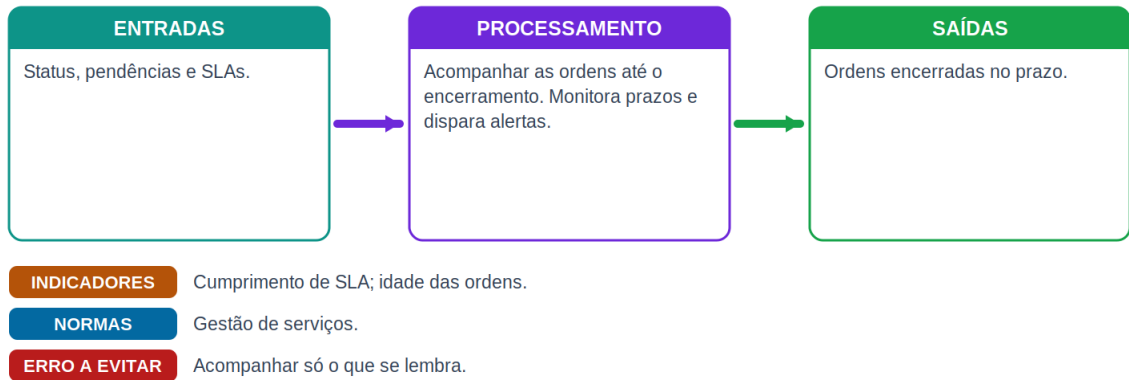 ENTRADAS
Status, pendências e SLAs.
PROCESSAMENTO
Acompanhar as ordens até o
encerramento. Monitora prazos e
dispara alertas.
SAÍDAS
Ordens encerradas no prazo.
INDICADORES
Cumprimento de SLA; idade das ordens.
NORMAS
Gestão de serviços.
ERRO A EVITAR
Acompanhar só o que se lembra.